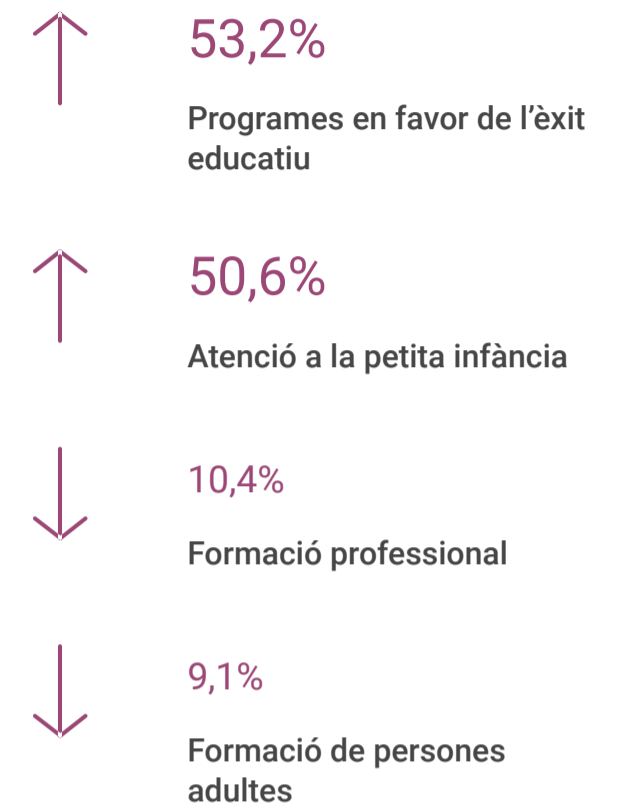 53,2%
Programes en favor de l’èxit
educatiu
50,6%
Atenció a la petita infància
10,4%
Formació professional
9,1%
Formació de persones
adultes